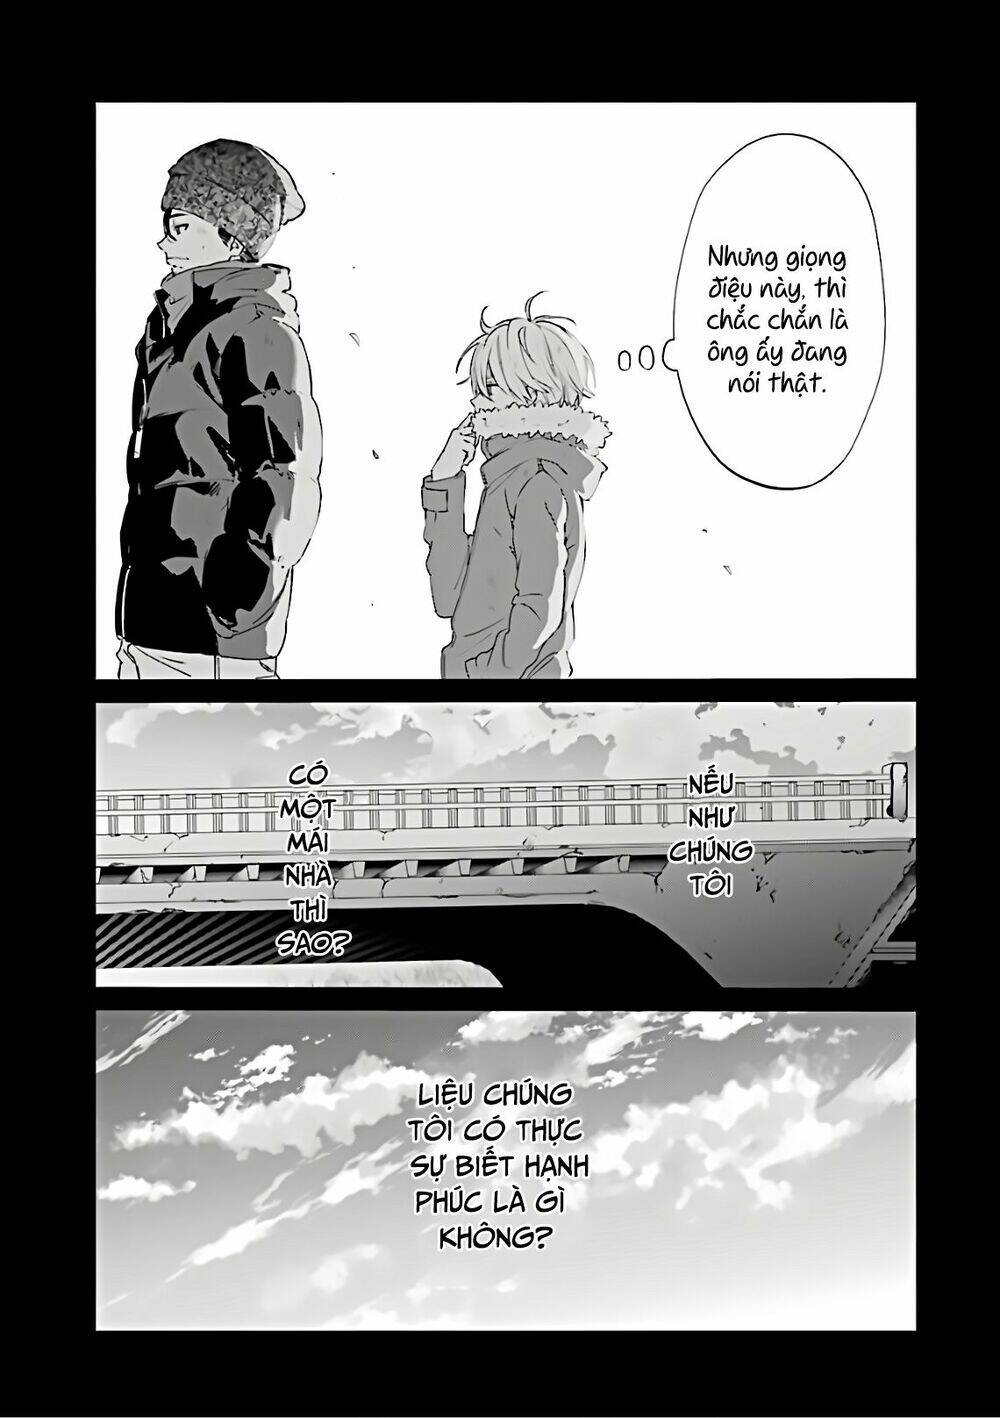 Nhưng giọng
điệu này, thì
chắc chắn là
ông ấy đang
nói thật.
NẾU
NHƯ
CHÚNG
TÔI
CÓ
MỘT
MÁI
NHÀ
THÌ
SAO?
LIỆU CHÚNG
TÔI CÓ THỰC
SỰ BIẾT HẠNH
PHÚC LÀ GÌ
KHÔNG?